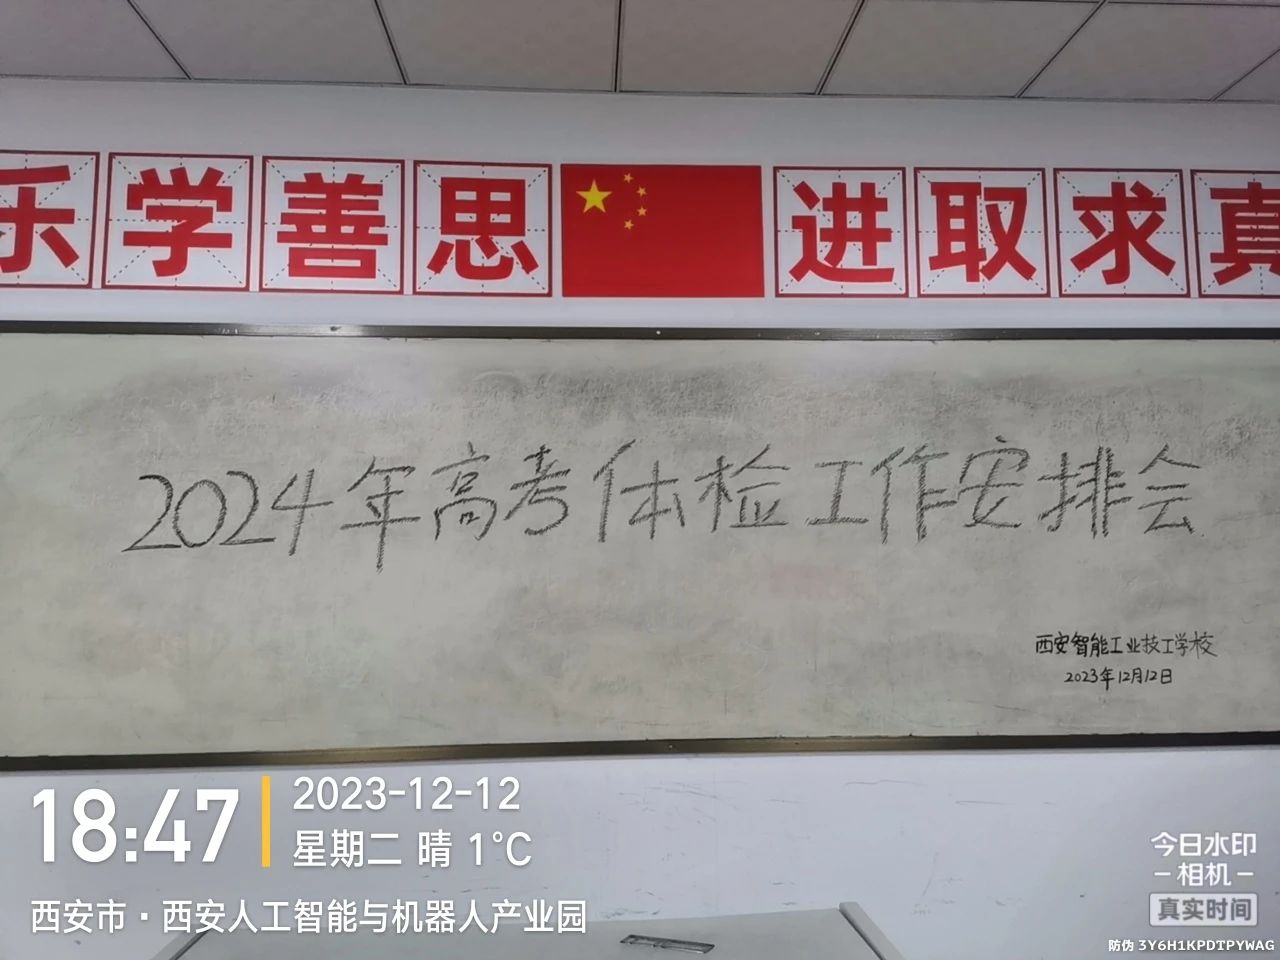 乐学善思 进取求真
2024年高考体检工作安排会
西安智能工业技工学校
2023年12月12日
18:47
2023-12-12
星期二 晴 1°C
西安市·西安人工智能与机器人产业园
今日水印
-相机-
真实时间
防伪 3Y6H1KPDTPYWAG